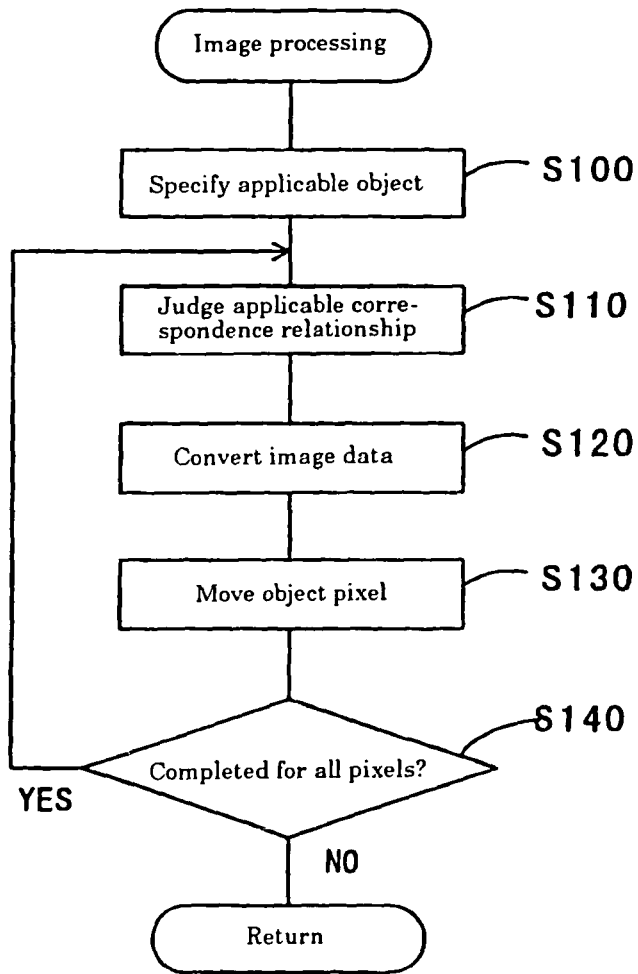 Image processing
Specify applicable object
S100
Judge applicable corre-
spondence relationship
S110
Convert image data
S120
Move object pixel
S130
S140
Completed for all pixels?
YES
NO
Return